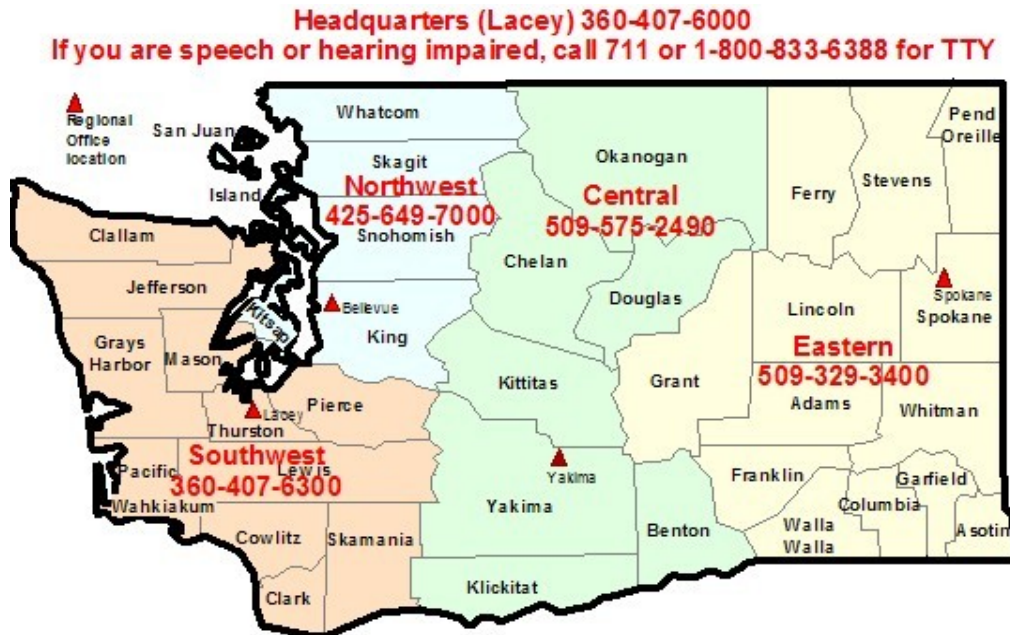 Headquarters (Lacey) 360-407-6000
If you are speech or hearing impaired, call 711 or 1-800-833-6388 for TTY
Regional
Office
location
San Juan
Island
Whatcom
Skagit
Northwest
425-649-7000
Snohomish
Bellevue
King
Kitsap
Okanogan
Central
509-575-2490
Chelan
Douglas
Kittitas
Yakima
Yakima
Benton
Klickitat
Ferry
Stevens
Pend
Oreille
Spokane
Spokane
Lincoln
Eastern
509-329-3400
Grant
Adams
Whitman
Franklin
Garfield
Columbia
Walla
Walla
Asotin
Clallam
Jefferson
Grays
Harbor
Mason
Lacey
Pierce
Thurston
Southwest
360-407-6300
Lewis
Pacific
Wahkiakum
Cowlitz
Skamania
Clark